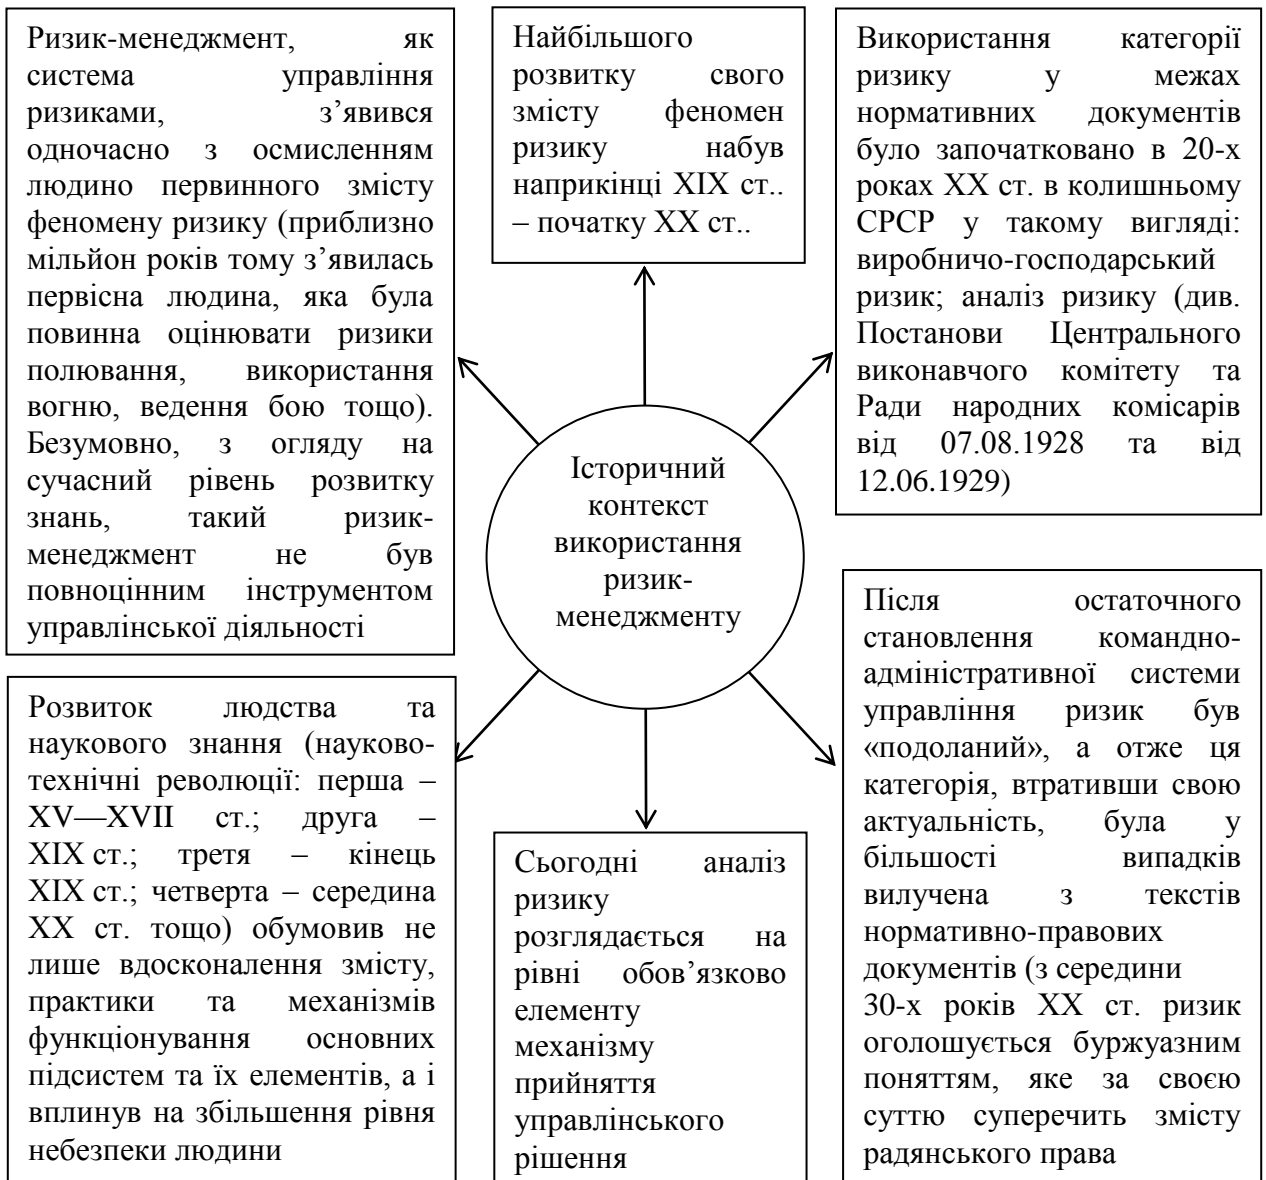 Ризик-менеджмент, як
система управління
ризиками, з’явився
одночасно з осмисленням
людино первинного змісту
феномену ризику (приблизно
мільйон років тому з’явилась
первісна людина, яка була
повинна оцінювати ризики
полювання, використання
вогню, ведення бою тощо).
Безумовно, з огляду на
сучасний рівень розвитку
знань, такий ризик-
менеджмент не був
повноцінним інструментом
управлінської діяльності
Найбільшого
розвитку свого
змісту феномен
ризику набув
наприкінці XIX ст..
– початку XX ст..
Використання категорії
ризику у межах
нормативних документів
було започатковано в 20-х
роках XX ст. в колишньому
СРСР у такому вигляді:
виробничо-господарський
ризик; аналіз ризику (див.
Постанови Центрального
виконавчого комітету та
Ради народних комісарів
від 07.08.1928 та від
12.06.1929)
Історичний
контекст
використання
ризик-
менеджменту
Розвиток людства та
наукового знання (науково-
технічні революції: перша –
XV—XVII ст.; друга –
XIX ст.; третя – кінець
XIX ст.; четверта – середина
XX ст. тощо) обумовив не
лише вдосконалення змісту,
практики та механізмів
функціонування основних
підсистем та їх елементів, а і
вплинув на збільшення рівня
небезпеки людини
Сьогодні аналіз
ризику
розглядається на
рівні обов’язково
елементу
механізму
прийняття
управлінського
рішення
Після остаточного
становлення командно-
адміністративної системи
управління ризик був
«подоланий», а отже ця
категорія, втративши свою
актуальність, була у
більшості випадків
вилучена з текстів
нормативно-правових
документів (з середини
30-х років XX ст. ризик
оголошується буржуазним
поняттям, яке за своєю
суттю суперечить змісту
радянського права